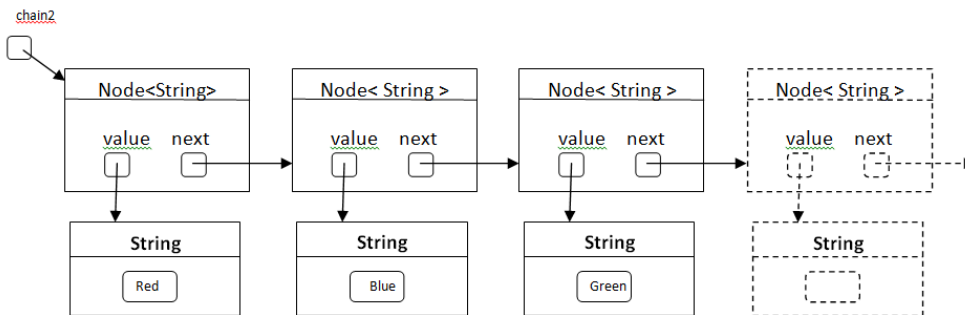 chain2
Node<String>
value next
String
Red
Node< String >
value next
String
Blue
Node< String >
value next
String
Green
Node< String >
value next
String